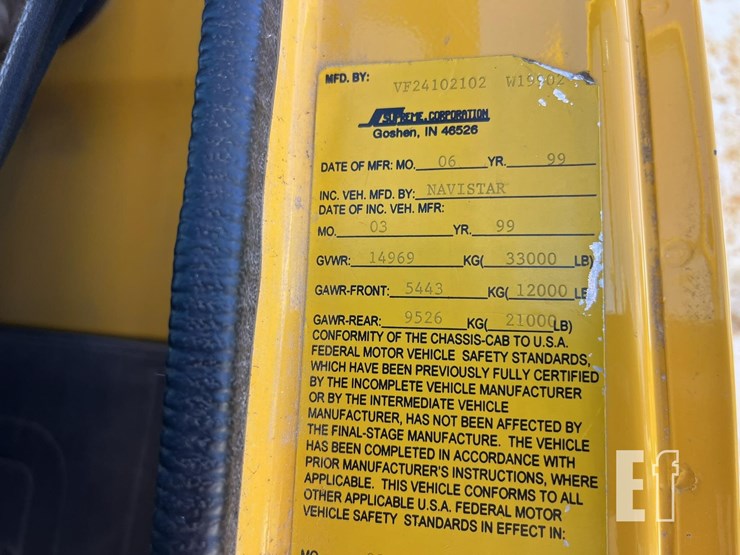 MFD. BY: VF24102102 W19902
SUPREME CORPORATION
Goshen, IN 46526
DATE OF MFR: MO. 06 YR. 99
INC. VEH. MFD. BY: NAVISTAR
DATE OF INC. VEH. MFR:
MO. 03 YR. 99
GVWR: 14969 KG( 33000 LB)
GAWR-FRONT: 5443 KG( 12000 LB
GAWR-REAR: 9526 KG( 21000 LB)
CONFORMITY OF THE CHASSIS-CAB TO U.S.A.
FEDERAL MOTOR VEHICLE SAFETY STANDARDS,
WHICH HAVE BEEN PREVIOUSLY FULLY CERTIFIED
BY THE INCOMPLETE VEHICLE MANUFACTURER
OR BY THE INTERMEDIATE VEHICLE
MANUFACTURER, HAS NOT BEEN AFFECTED BY
THE FINAL-STAGE MANUFACTURE. THE VEHICLE
HAS BEEN COMPLETED IN ACCORDANCE WITH
PRIOR MANUFACTURER'S INSTRUCTIONS, WHERE
APPLICABLE. THIS VEHICLE CONFORMS TO ALL
OTHER APPLICABLE U.S.A. FEDERAL MOTOR
VEHICLE SAFETY STANDARDS IN EFFECT IN:
MO.
Ef